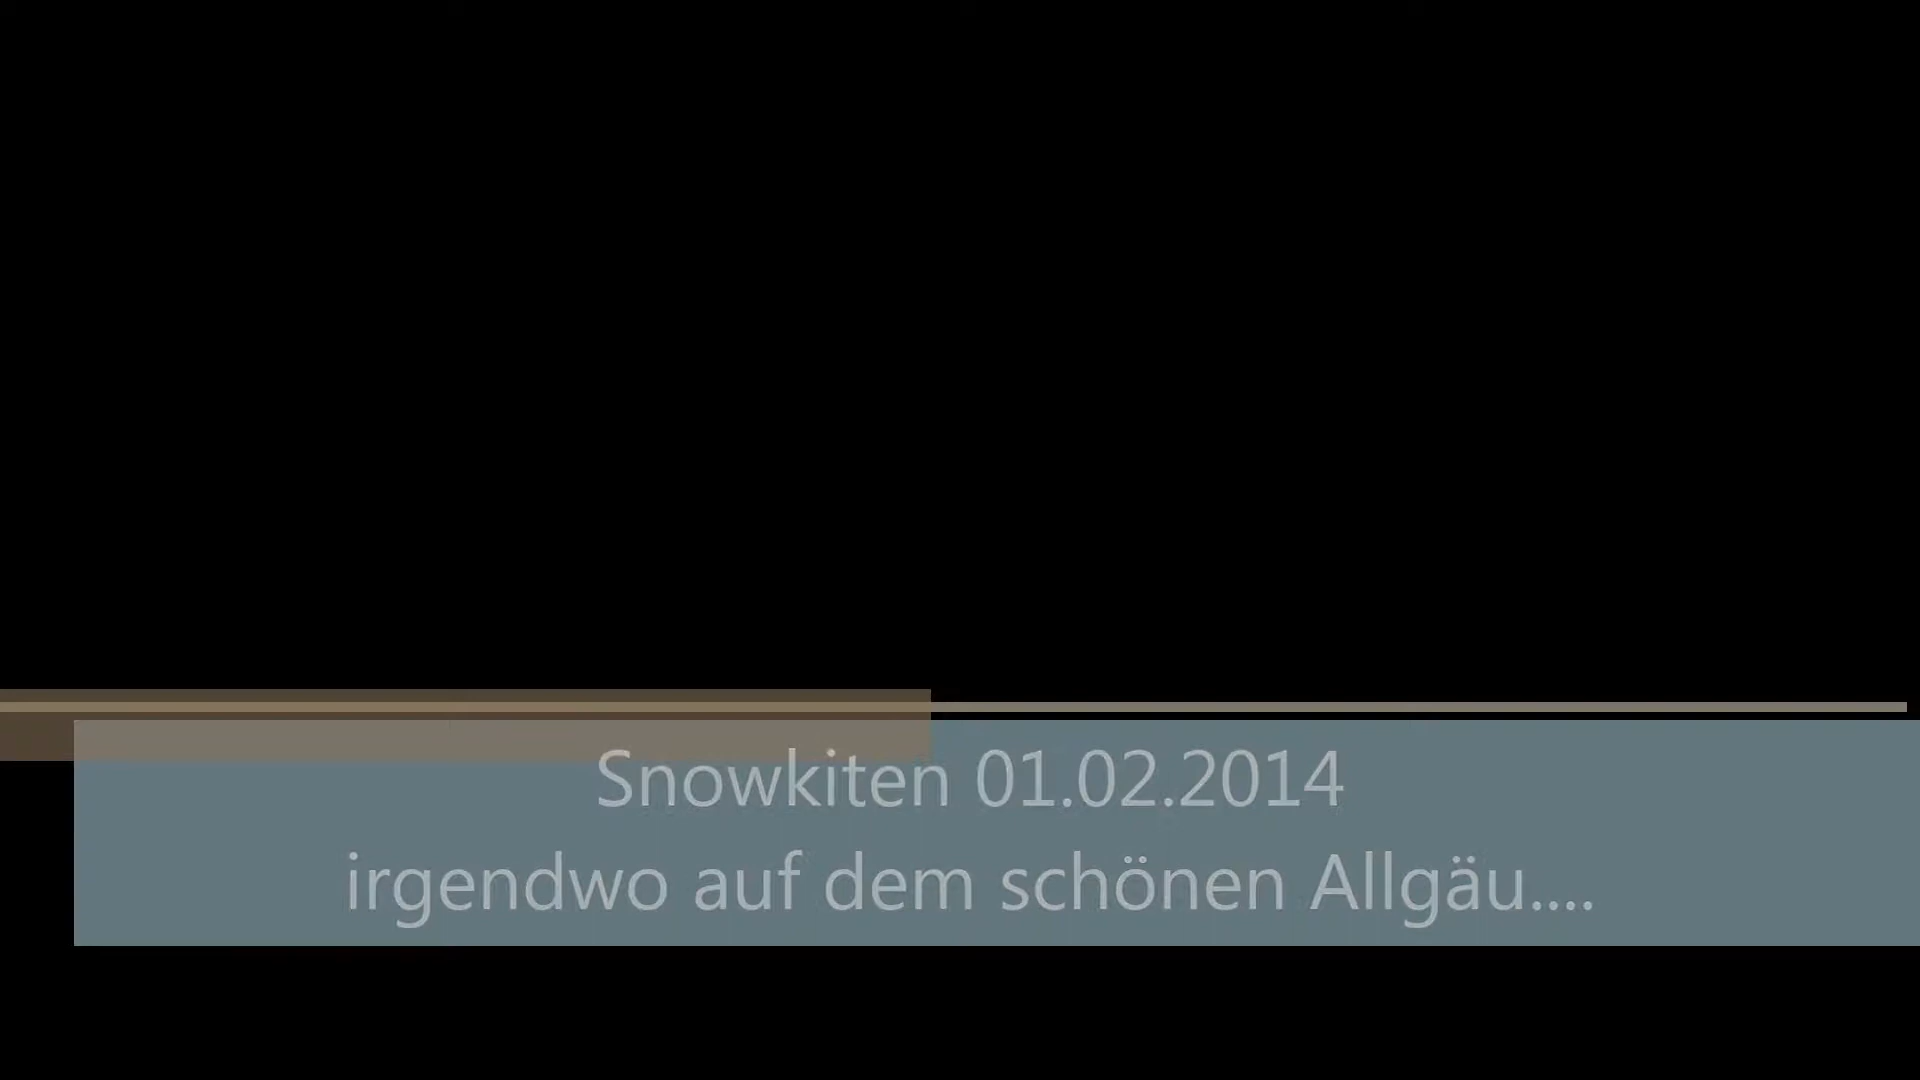 Snowkiten 01.02.2014
irgendwo auf dem schönen Allgäu....